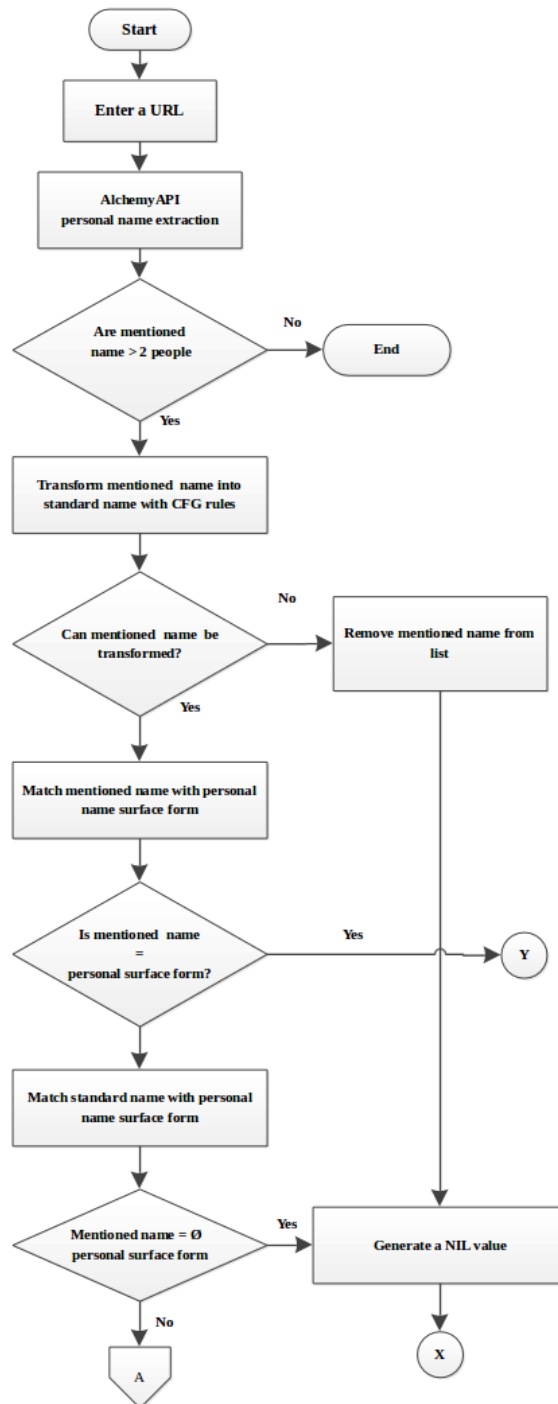 Start
Enter a URL
AlchemyAPI
personal name extraction
Are mentioned
name > 2 people
No
End
Yes
Transform mentioned name into
standard name with CFG rules
No
Can mentioned name be
transformed?
Remove mentioned name from
list
Yes
Match mentioned name with personal
name surface form
Is mentioned name
=
personal surface form?
Yes
Y
Match standard name with personal
name surface form
Mentioned name = Ø
personal surface form
Yes
Generate a NIL value
No
X
A